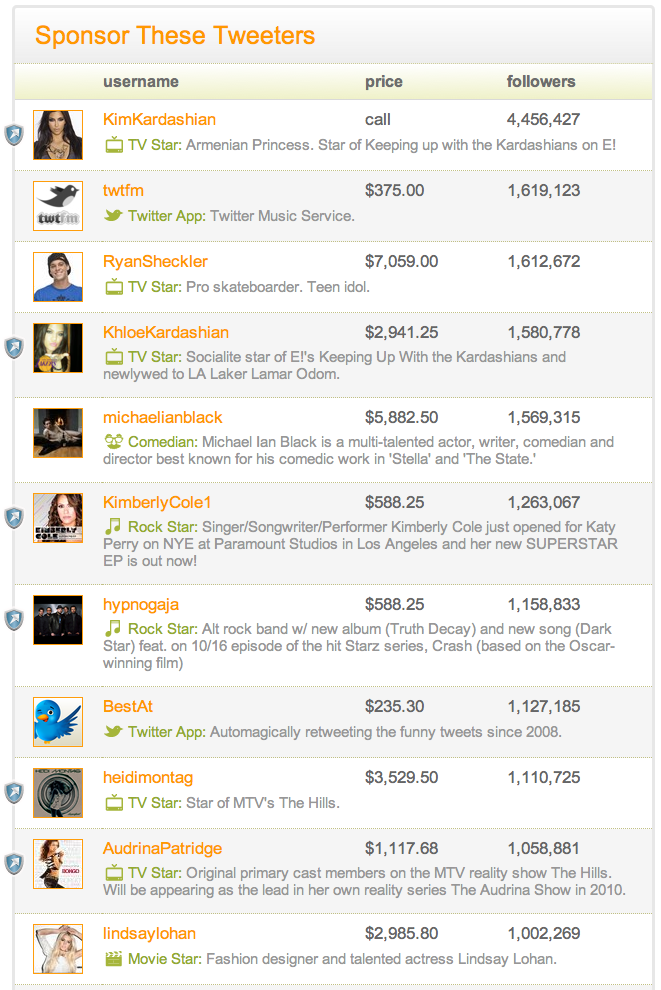 Sponsor These Tweeters
username price followers
KimKardashian call 4,456,427
TV Star: Armenian Princess. Star of Keeping up with the Kardashians on E!
twtfm
twtfm $375.00 1,619,123
Twitter App: Twitter Music Service.
RyanSheckler $7,059.00 1,612,672
TV Star: Pro skateboarder. Teen idol.
KhloeKardashian $2,941.25 1,580,778
TV Star: Socialite star of E!'s Keeping Up With the Kardashians and
newlywed to LA Laker Lamar Odom.
michaelianblack $5,882.50 1,569,315
Comedian: Michael Ian Black is a multi-talented actor, writer, comedian and
director best known for his comedic work in 'Stella' and 'The State.'
KIMBERLY
COLE
KimberlyCole1 $588.25 1,263,067
Rock Star: Singer/Songwriter/Performer Kimberly Cole just opened for Katy
Perry on NYE at Paramount Studios in Los Angeles and her new SUPERSTAR
EP is out now!
hypnogaja $588.25 1,158,833
Rock Star: Alt rock band w/ new album (Truth Decay) and new song (Dark
Star) feat. on 10/16 episode of the hit Starz series, Crash (based on the Oscar-
winning film)
BestAt $235.30 1,127,185
Twitter App: Automagically retweeting the funny tweets since 2008.
HEIDI MONTAG
heidimontag $3,529.50 1,110,725
TV Star: Star of MTV's The Hills.
BONGO
AudrinaPatridge $1,117.68 1,058,881
TV Star: Original primary cast members on the MTV reality show The Hills.
Will be appearing as the lead in her own reality series The Audrina Show in 2010.
lindsaylohan $2,985.80 1,002,269
Movie Star: Fashion designer and talented actress Lindsay Lohan.